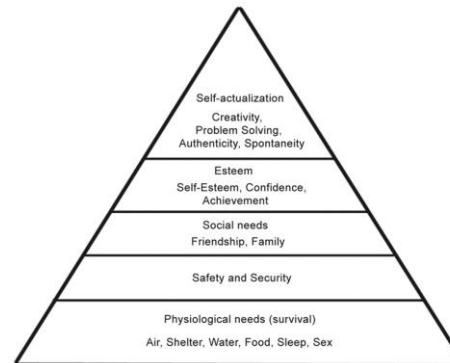 Self-actualization
Creativity,
Problem Solving,
Authenticity, Spontaneity
Esteem
Self-Esteem, Confidence,
Achievement
Social needs
Friendship, Family
Safety and Security
Physiological needs (survival)
Air, Shelter, Water, Food, Sleep, Sex